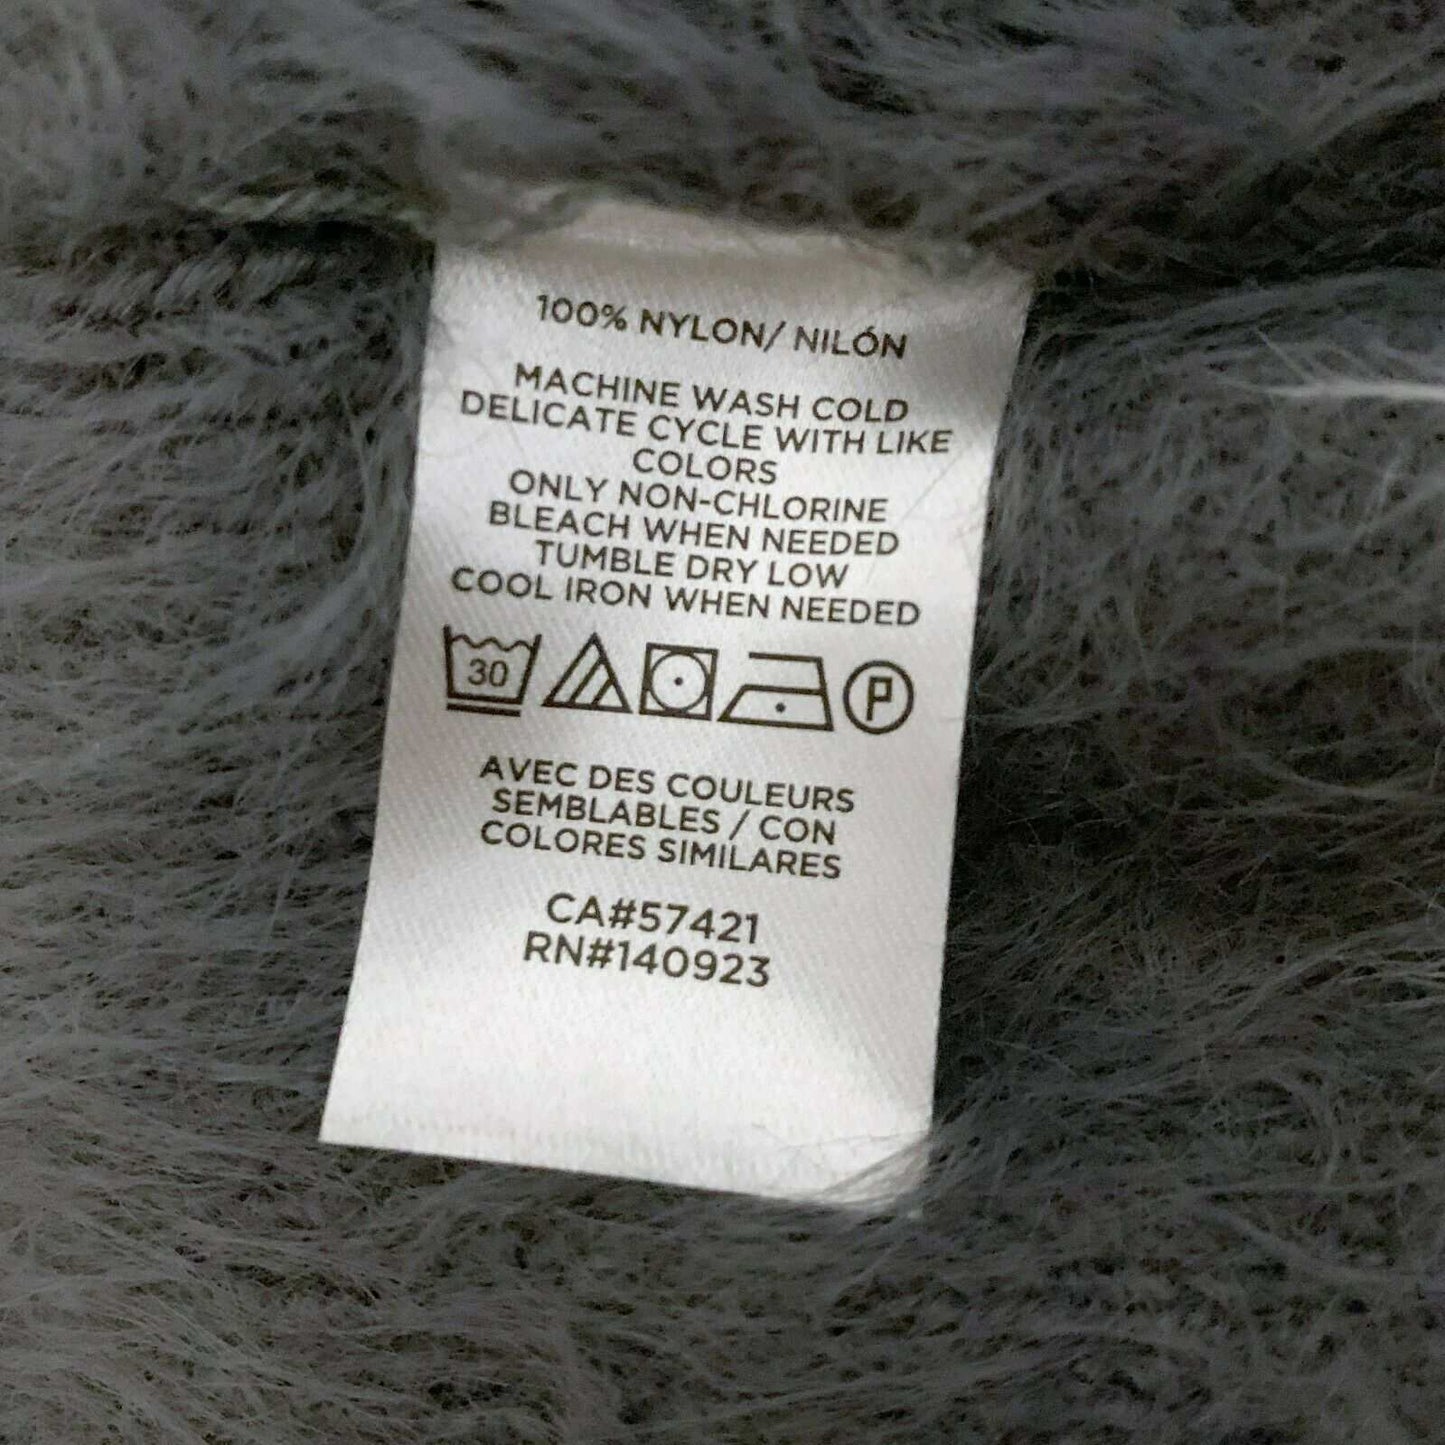 100% NYLON/ NILÓN
MACHINE WASH COLD
DELICATE CYCLE WITH LIKE
COLORS
ONLY NON-CHLORINE
BLEACH WHEN NEEDED
TUMBLE DRY LOW
COOL IRON WHEN NEEDED
30 P
AVEC DES COULEURS
SEMBLABLES / CON
COLORES SIMILARES
CA#57421
RN#140923